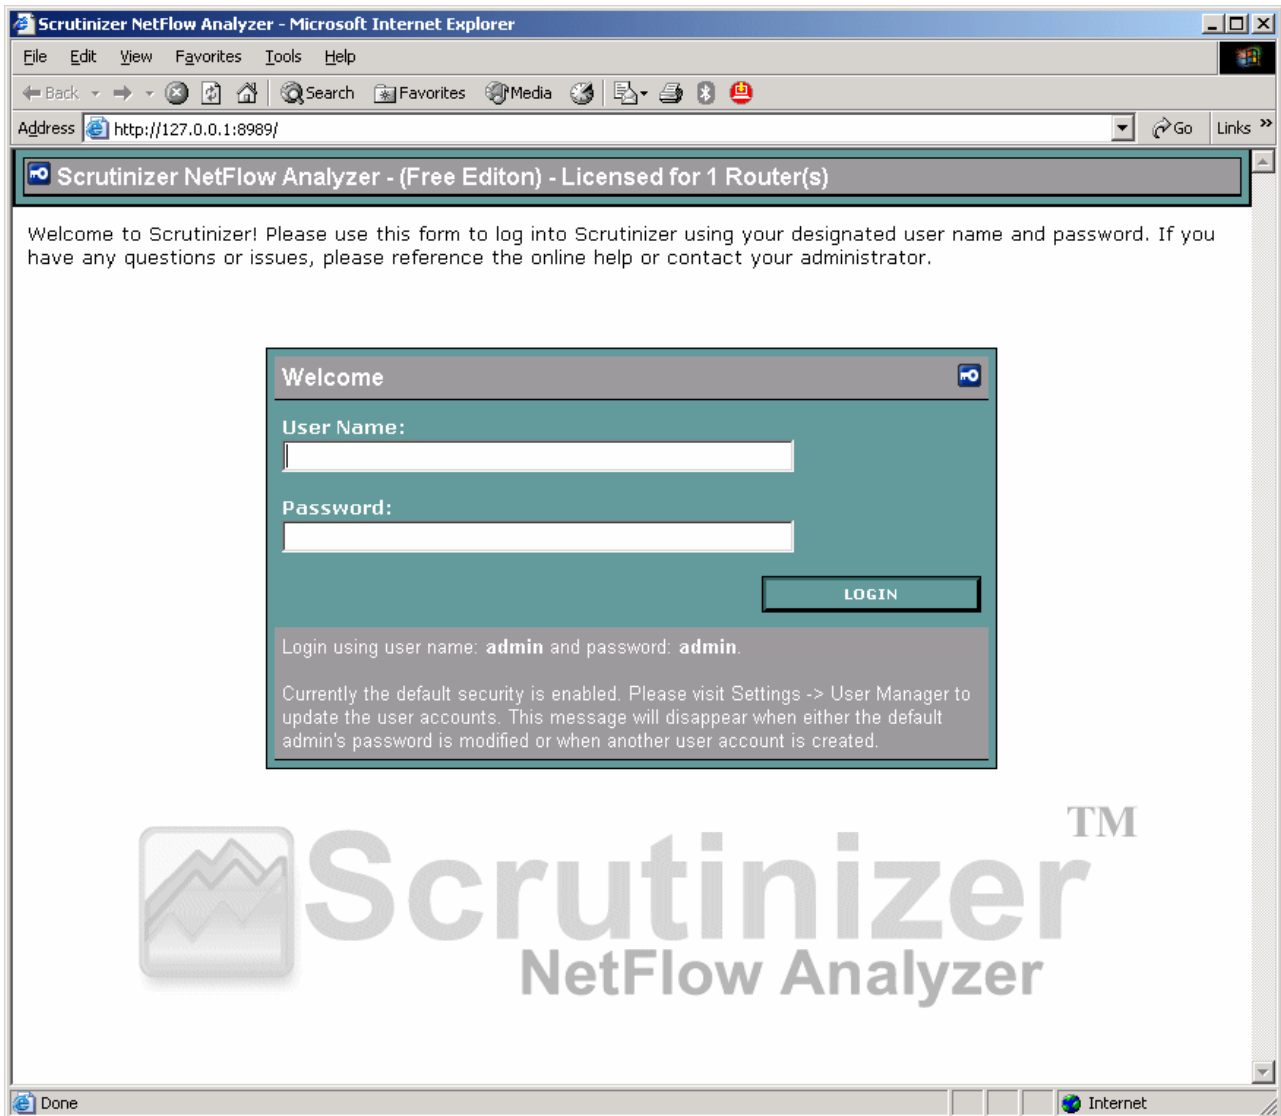 Scrutinizer NetFlow Analyzer - Microsoft Internet Explorer
File Edit View Favorites Tools Help
Back Search Favorites Media
Address http://127.0.0.1:8989/ Go Links »
Scrutinizer NetFlow Analyzer - (Free Editon) - Licensed for 1 Router(s)
Welcome to Scrutinizer! Please use this form to log into Scrutinizer using your designated user name and password. If you
have any questions or issues, please reference the online help or contact your administrator.
Welcome
User Name:
Password:
LOGIN
Login using user name: admin and password: admin.
Currently the default security is enabled. Please visit Settings -> User Manager to
update the user accounts. This message will disappear when either the default
admin's password is modified or when another user account is created.
Scrutinizer TM
NetFlow Analyzer
Done Internet